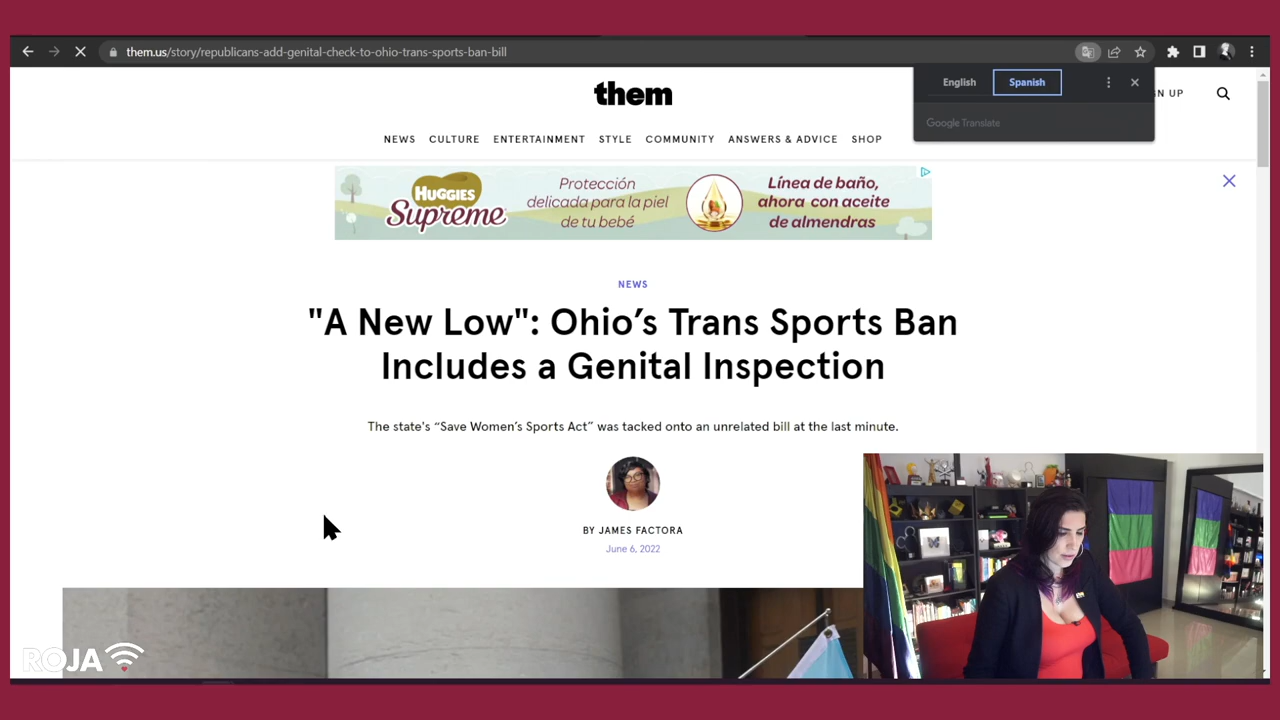 them.us/story/republicans-add-genital-check-to-ohio-trans-sports-ban-bill
English Spanish
Google Translate
them
N UP
NEWS CULTURE ENTERTAINMENT STYLE COMMUNITY ANSWERS & ADVICE SHOP
HUGGIES
Supreme
Protección
delicada para la piel
de tu bebé
Línea de baño,
ahora con aceite
de almendras
NEWS
"A New Low": Ohio’s Trans Sports Ban
Includes a Genital Inspection
The state's “Save Women’s Sports Act” was tacked onto an unrelated bill at the last minute.
BY JAMES FACTORA
June 6, 2022
ROJA